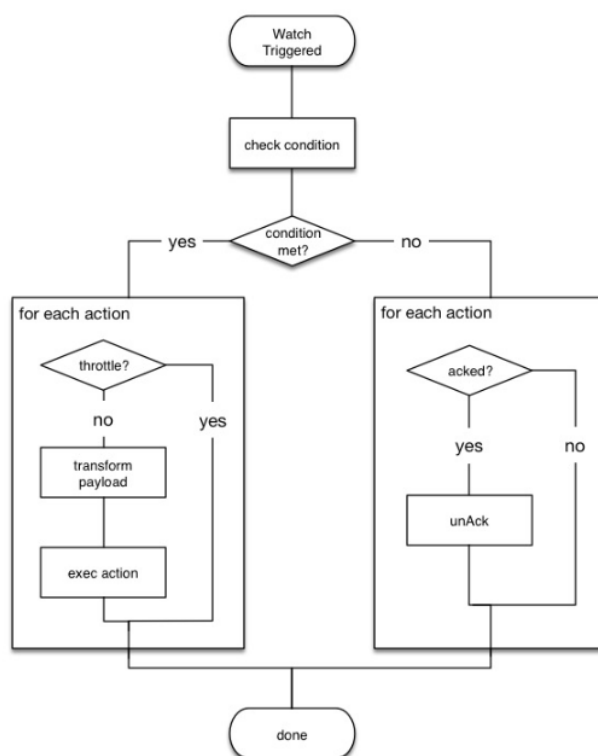 Watch
Triggered
check condition
condition
met?
yes
no
for each action
throttle?
no
yes
transform
payload
exec action
for each action
acked?
yes
no
unAck
done